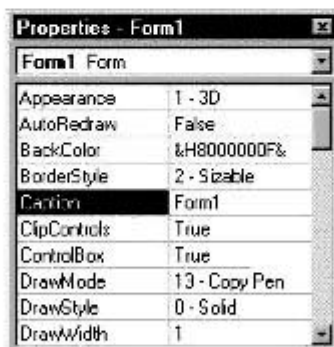 Properties - Form1
Form1 Form
Appearance 1 - 3D
AutoRedraw False
BackColor &H8000000F&
BorderStyle 2 - Sizable
Caption Form1
ClipControls True
ControlBox True
DrawMode 13 - Copy Pen
DrawStyle 0 - Solid
DrawWidth 1